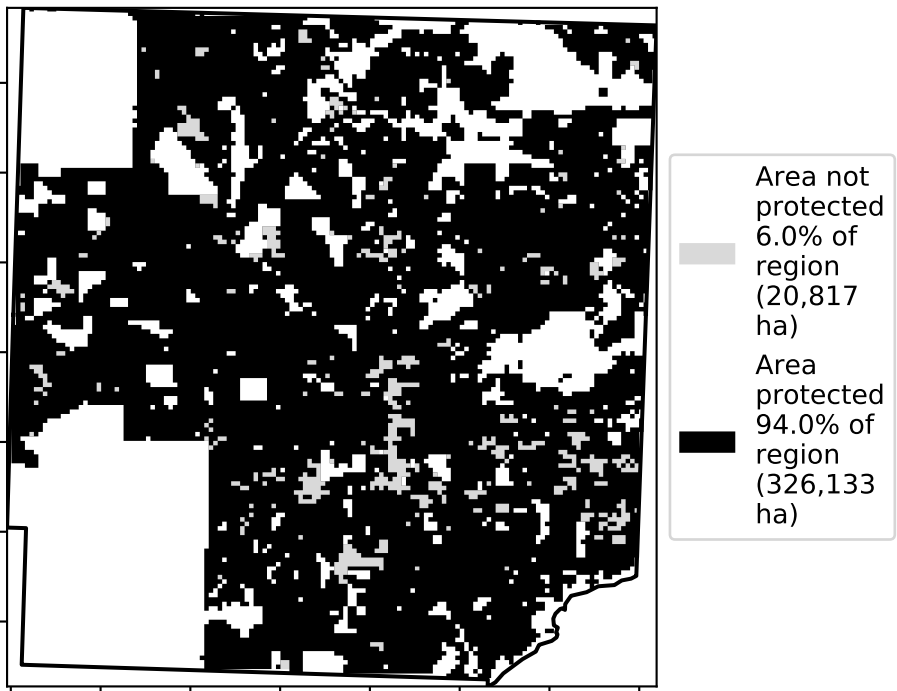 Area not
protected
6.0% of
region
(20,817
ha)
Area
protected
94.0% of
region
(326,133
ha)